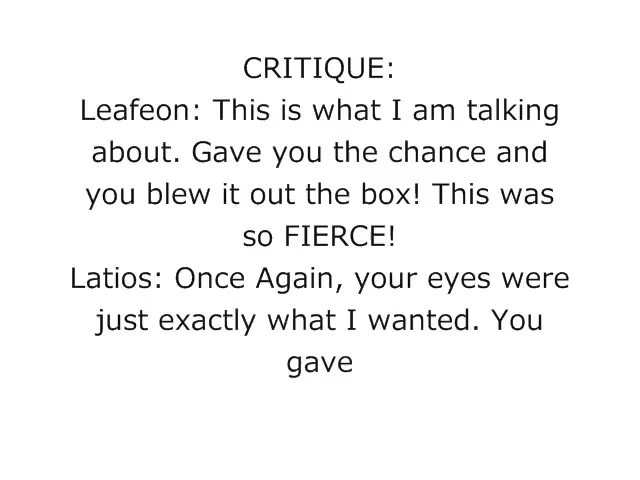 CRITIQUE:
Leafeon: This is what I am talking
about. Gave you the chance and
you blew it out the box! This was
so FIERCE!
Latios: Once Again, your eyes were
just exactly what I wanted. You
gave